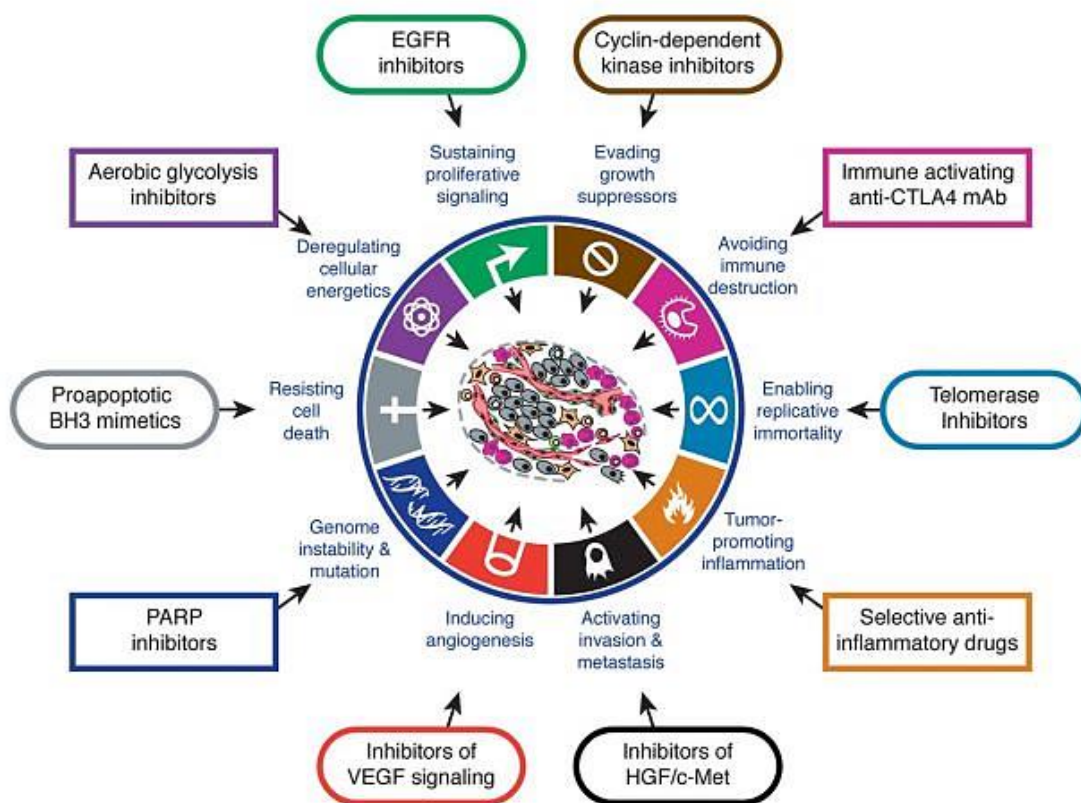 EGFR
inhibitors
Cyclin-dependent
kinase inhibitors
Sustaining
proliferative
signaling
Evading
growth
suppressors
Aerobic glycolysis
inhibitors
Immune activating
anti-CTLA4 mAb
Deregulating
cellular
energetics
Avoiding
immune
destruction
Proapoptotic
BH3 mimetics
Resisting
cell
death
Enabling
replicative
immortality
Telomerase
Inhibitors
Genome
instability &
mutation
Tumor-
promoting
inflammation
PARP
inhibitors
Inducing
angiogenesis
Activating
invasion &
metastasis
Selective anti-
inflammatory drugs
Inhibitors of
VEGF signaling
Inhibitors of
HGF/c-Met